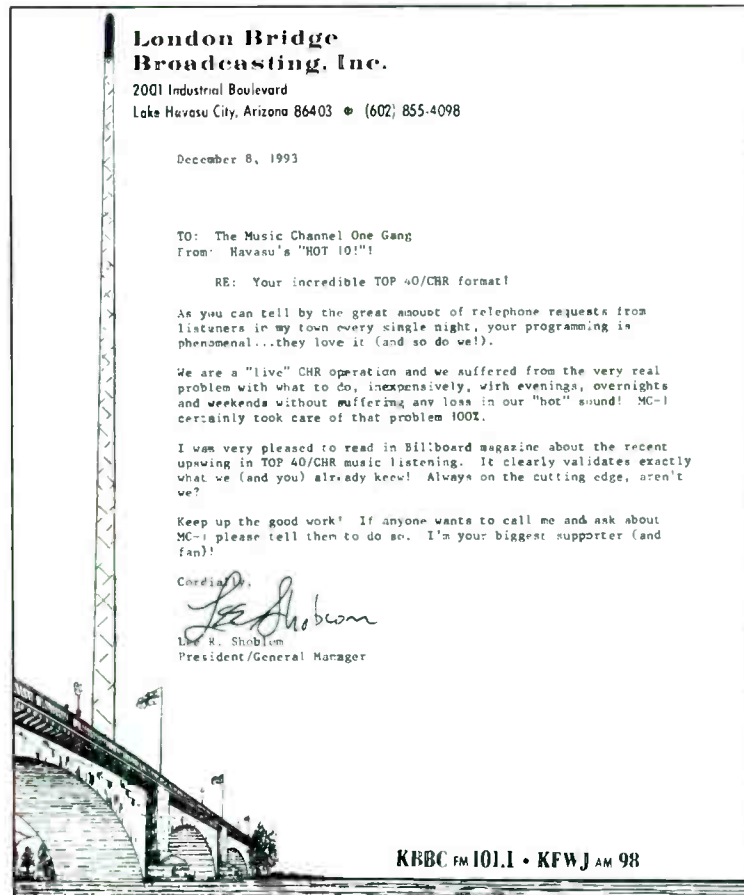 London Bridge
Broadcasting, Inc.
2001 Industrial Boulevard
Lake Havasu City, Arizona 86403 • (602) 855-4098
December 8, 1993
TO: The Music Channel One Gang
From: Havasu's "HOT 10!"!
RE: Your incredible TOP 40/CHR format!
As you can tell by the great amount of telephone requests from
listeners in my town every single night, your programming is
phenomenal...they love it (and so do we!).
We are a "live" CHR operation and we suffered from the very real
problem with what to do, inexpensively, with evenings, overnights
and weekends without suffering any loss in our "hot" sound! MC-1
certainly took care of that problem 100%.
I was very pleased to read in Billboard magazine about the recent
upswing in TOP 40/CHR music listening. It clearly validates exactly
what we (and you) already knew! Always on the cutting edge, aren't
we?
Keep up the good work! If anyone wants to call me and ask about
MC-1 please tell them to do so. I'm your biggest supporter (and
fan)!
Cordially,
Lee Shoblom
Lee R. Shoblom
President/General Manager
KBBC FM 101.1 • KFWJ AM 98